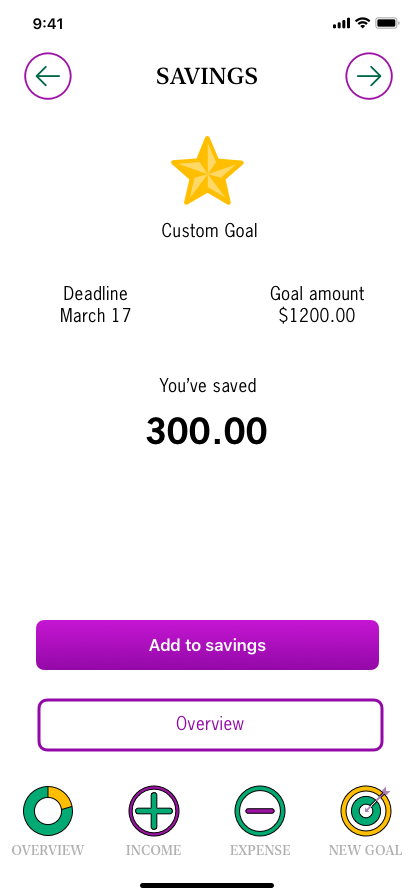 9:41
SAVINGS
Custom Goal
Deadline
March 17
Goal amount
$1200.00
You've saved
300.00
Add to savings
Overview
OVERVIEW
INCOME
EXPENSE
NEW GOAL